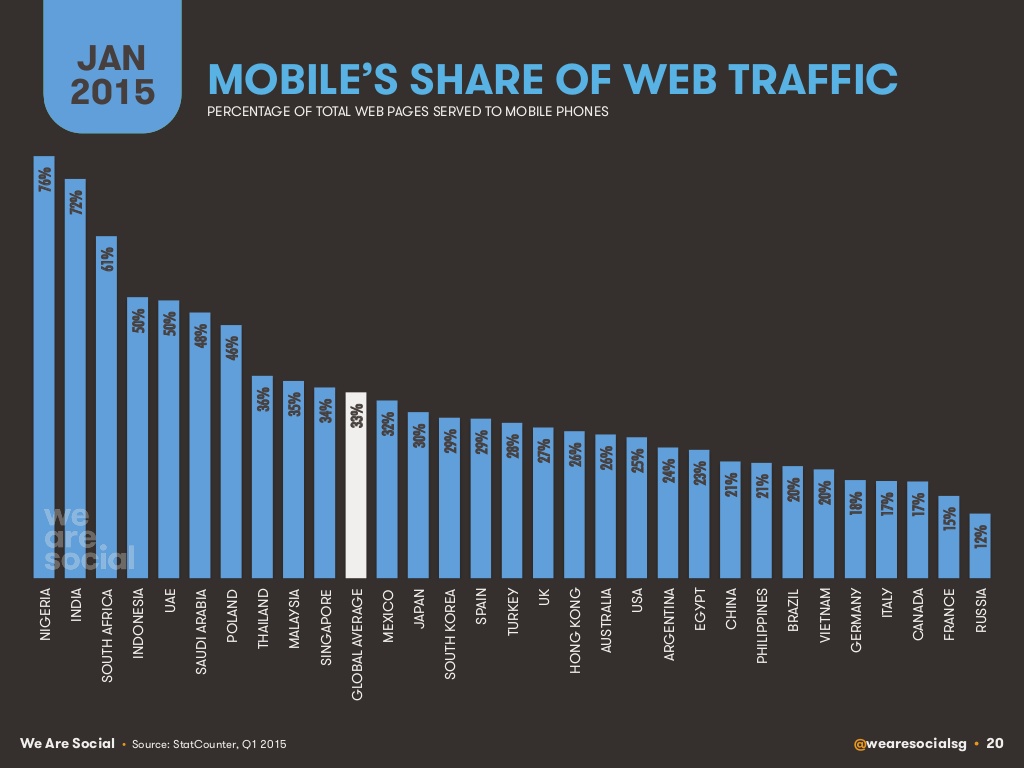 JAN
2015
MOBILE’S SHARE OF WEB TRAFFIC
PERCENTAGE OF TOTAL WEB PAGES SERVED TO MOBILE PHONES
76%
72%
61%
50%
50%
48%
46%
36%
35%
34%
33%
32%
30%
29%
29%
28%
27%
26%
26%
25%
24%
23%
21%
21%
20%
20%
18%
17%
17%
15%
12%
we
are
social
NIGERIA
INDIA
SOUTH AFRICA
INDONESIA
UAE
SAUDI ARABIA
POLAND
THAILAND
MALAYSIA
SINGAPORE
GLOBAL AVERAGE
MEXICO
JAPAN
SOUTH KOREA
SPAIN
TURKEY
UK
HONG KONG
AUSTRALIA
USA
ARGENTINA
EGYPT
CHINA
PHILIPPINES
BRAZIL
VIETNAM
GERMANY
ITALY
CANADA
FRANCE
RUSSIA
We Are Social • Source: StatCounter, Q1 2015
@wearesocialsg • 20